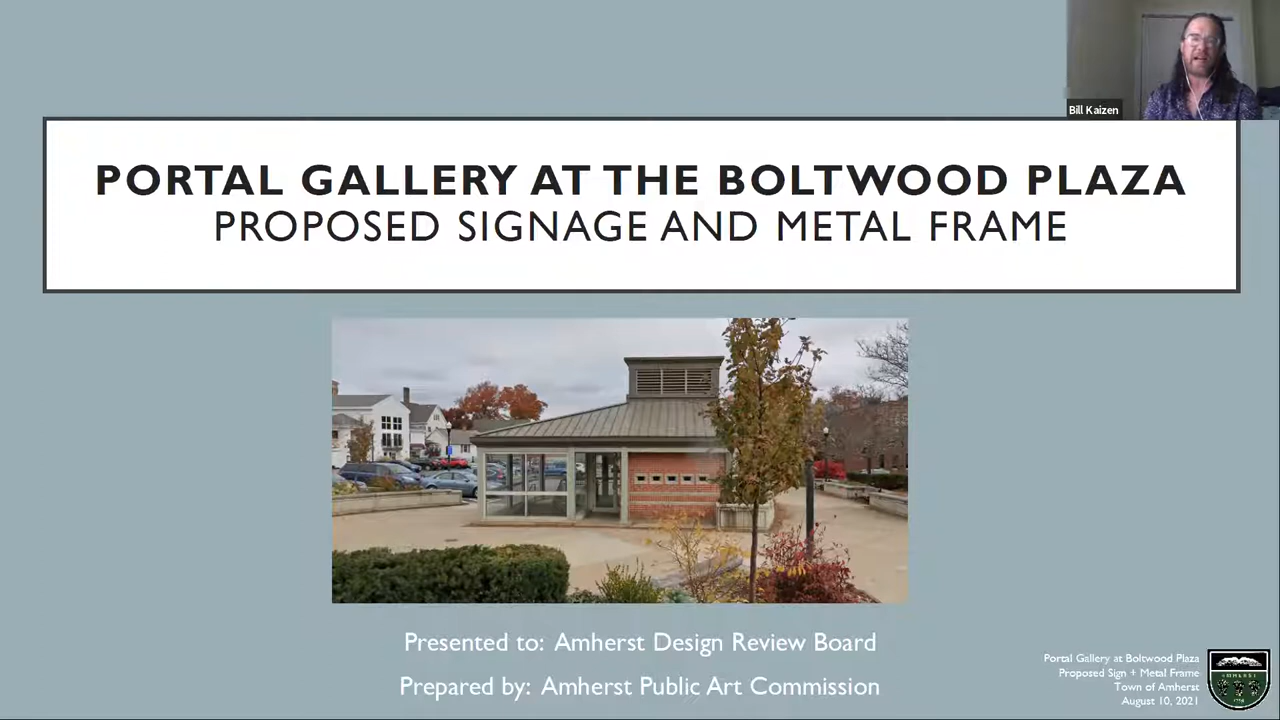 Bill Kaizen
PORTAL GALLERY AT THE BOLTWOOD PLAZA
PROPOSED SIGNAGE AND METAL FRAME
Presented to: Amherst Design Review Board
Prepared by: Amherst Public Art Commission
Portal Gallery at Boltwood Plaza
Proposed Sign + Metal Frame
Town of Amherst
August 10, 2021
AMHERST